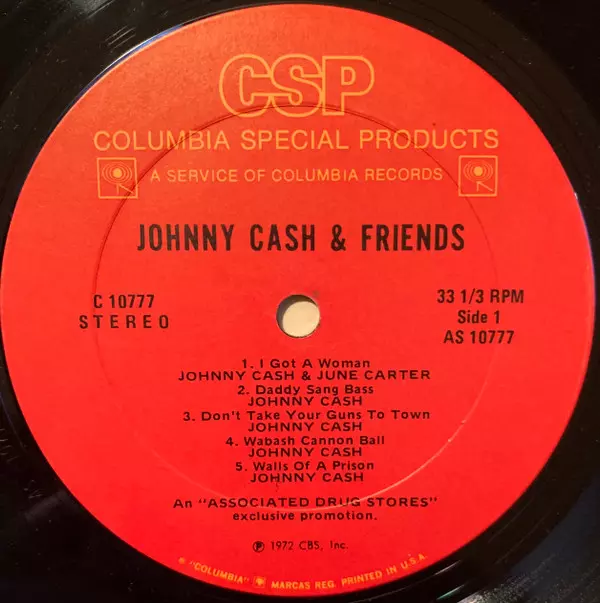 CSP
COLUMBIA SPECIAL PRODUCTS
A SERVICE OF COLUMBIA RECORDS
JOHNNY CASH & FRIENDS
C 10777
STEREO
33 1/3 RPM
Side 1
AS 10777
1. I Got A Woman
JOHNNY CASH & JUNE CARTER
2. Daddy Sang Bass
JOHNNY CASH
3. Don't Take Your Guns To Town
JOHNNY CASH
4. Wabash Cannon Ball
JOHNNY CASH
5. Walls Of A Prison
JOHNNY CASH
An "ASSOCIATED DRUG STORES"
exclusive promotion.
℗ 1972 CBS, Inc.
® "COLUMBIA" MARCAS REG. PRINTED IN U.S.A.